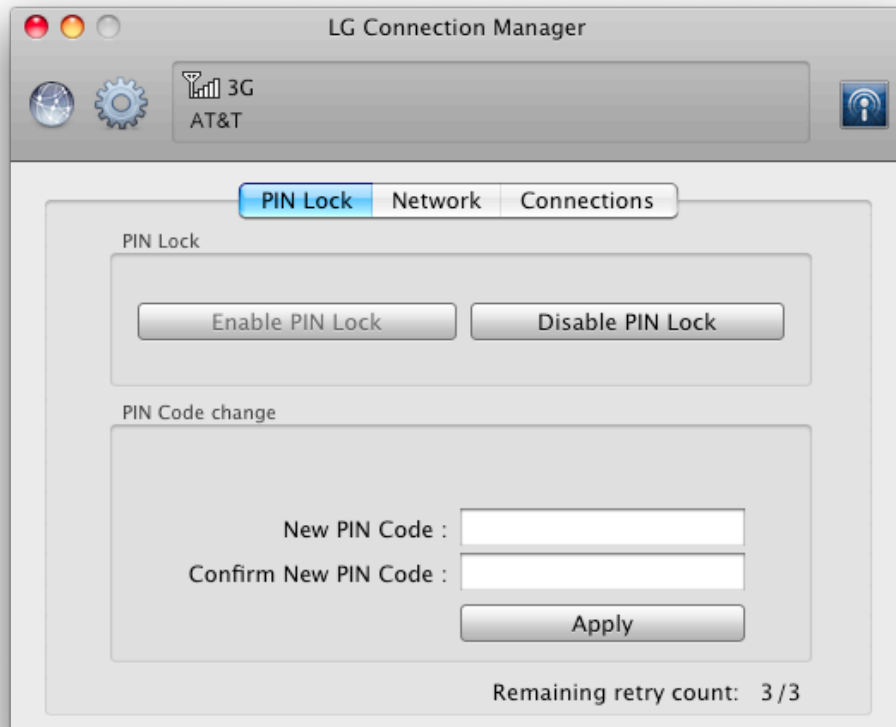 LG Connection Manager
3G
AT&T
PIN Lock Network Connections
PIN Lock
Enable PIN Lock Disable PIN Lock
PIN Code change
New PIN Code :
Confirm New PIN Code :
Apply
Remaining retry count: 3/3